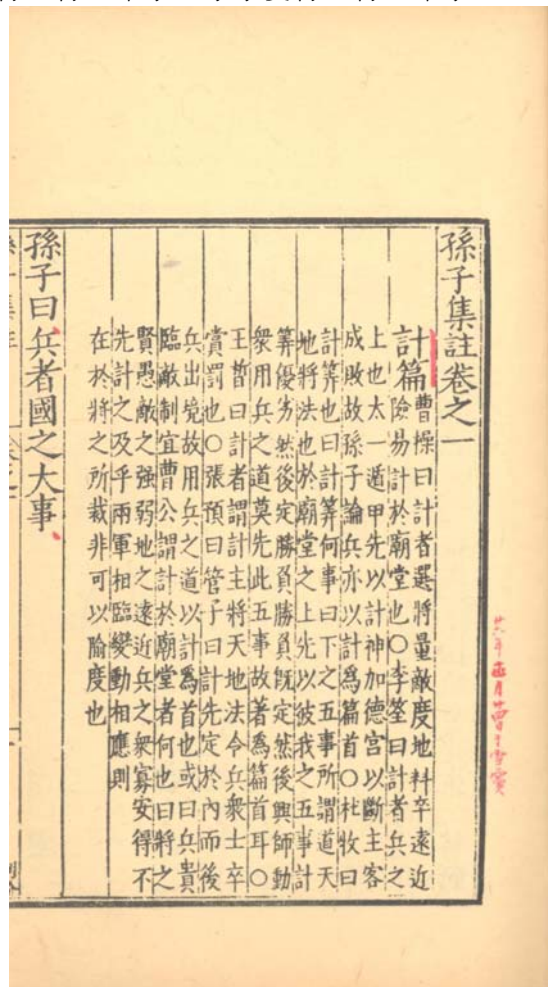 孫子集註卷之一
計篇曹操曰計者選將量敵度地料卒遠近
險易計於廟堂也○李筌曰計者兵之
上也太一遁甲先以計神加德宮以斷主客
成敗故孫子論兵亦以計爲篇首○杜牧曰
計筭也曰計筭何事曰下之五事所謂道天
地將法也於廟堂之上先以彼我之五事計
筭優劣然後定勝負勝負旣定然後興師動
衆用兵之道莫先此五事故著爲篇首耳○
王晳曰計者謂計主將天地法令兵衆士卒
賞罰也○張預曰管子曰計先定於內而後
兵出境故用兵之道以計爲首也或曰兵貴
臨敵制宜曹公謂計於廟堂者何也曰將之
賢愚敵之强弱地之遠近兵之衆寡安得不
先計之及乎兩軍相臨變動相應則
在於將之所裁非可以隃度也
孫子曰兵者國之大事